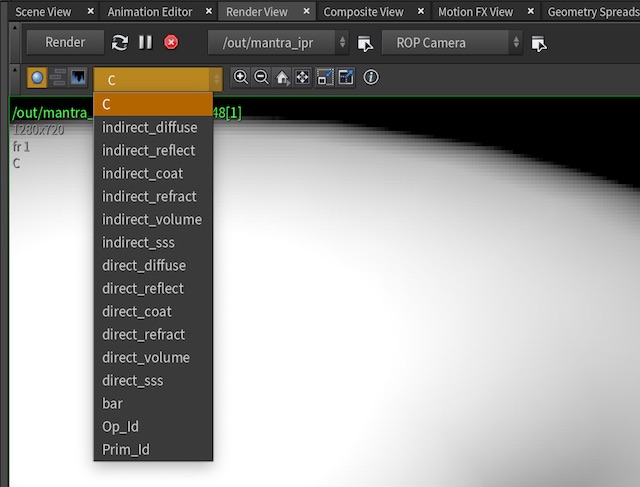 Scene View × Animation Editor × Render View × Composite View × Motion FX View × Geometry Spreads
Render /out/mantra_ipr ROP Camera
C
/out/mantra_ 48[1]
1280x720
fr 1
C
C
indirect_diffuse
indirect_reflect
indirect_coat
indirect_refract
indirect_volume
indirect_sss
direct_diffuse
direct_reflect
direct_coat
direct_refract
direct_volume
direct_sss
bar
Op_Id
Prim_Id